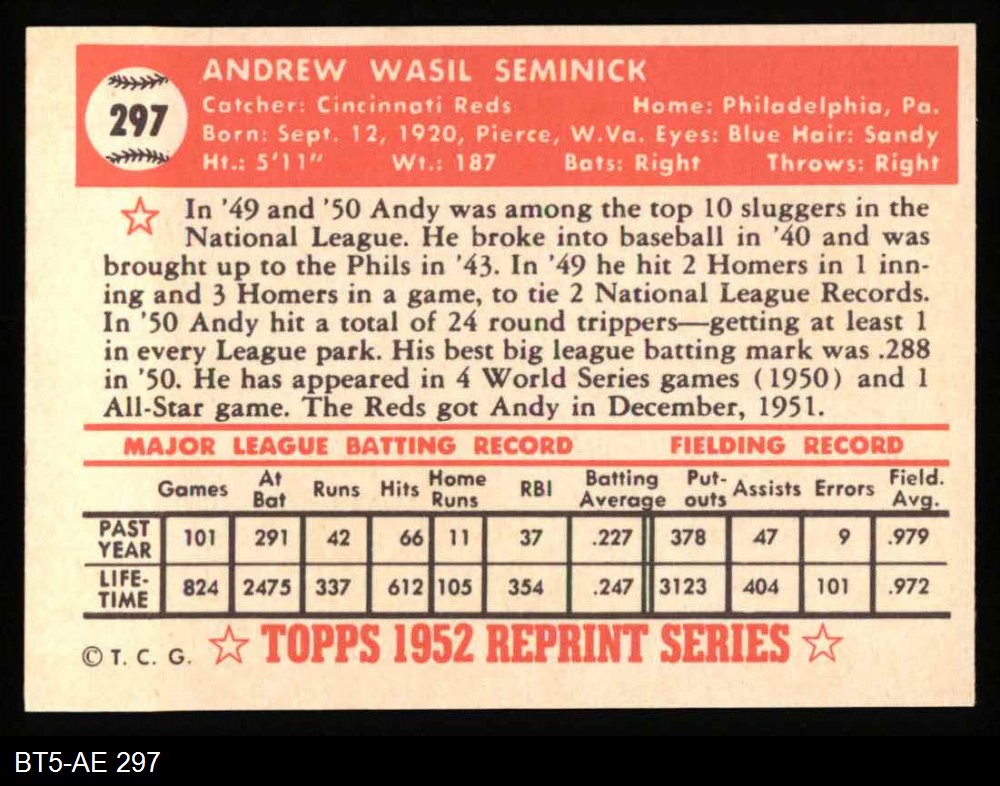 297
ANDREW WASIL SEMINICK
Catcher: Cincinnati Reds Home: Philadelphia, Pa.
Born: Sept. 12, 1920, Pierce, W.Va. Eyes: Blue Hair: Sandy
Ht.: 5'11" Wt.: 187 Bats: Right Throws: Right
In '49 and '50 Andy was among the top 10 sluggers in the
National League. He broke into baseball in '40 and was
brought up to the Phils in '43. In '49 he hit 2 Homers in 1 inn-
ing and 3 Homers in a game, to tie 2 National League Records.
In '50 Andy hit a total of 24 round trippers—getting at least 1
in every League park. His best big league batting mark was .288
in '50. He has appeared in 4 World Series games (1950) and 1
All-Star game. The Reds got Andy in December, 1951.
MAJOR LEAGUE BATTING RECORD FIELDING RECORD
Games At Bat Runs Hits Home Runs RBI Batting Average Put-outs Assists Errors Field. Avg.
PAST YEAR 101 291 42 66 11 37 .227 378 47 9 .979
LIFE-TIME 824 2475 337 612 105 354 .247 3123 404 101 .972
© T. C. G. TOPPS 1952 REPRINT SERIES
BT5-AE 297